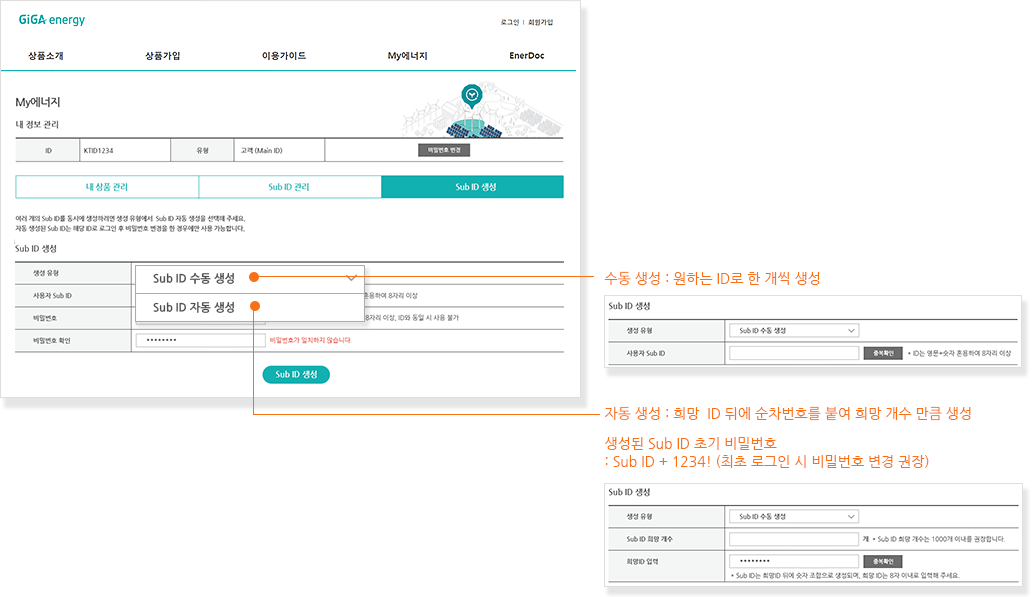 GiGA energy
로그인 | 회원가입
상품소개 상품가입 이용가이드 My에너지 EnerDoc
My에너지
내 정보 관리
ID KTID1234 유형 고객 (Main ID) 비밀번호 변경
내 상품 관리 Sub ID 관리 Sub ID 생성
여러 개의 Sub ID를 동시에 생성하려면 생성 유형에서 Sub ID 자동 생성을 선택해 주세요.
자동 생성된 Sub ID는 해당 ID로 로그인 후 비밀번호 변경을 한 경우에만 사용 가능합니다.
Sub ID 생성
생성 유형 Sub ID 수동 생성
사용자 Sub ID 혼용하여 8자리 이상
Sub ID 자동 생성
비밀번호 8자리 이상, ID와 동일 시 사용 불가
비밀번호 확인 •••••••• 비밀번호가 일치하지 않습니다.
Sub ID 생성
수동 생성 : 원하는 ID로 한 개씩 생성
Sub ID 생성
생성 유형 Sub ID 수동 생성
사용자 Sub ID 중복확인 * ID는 영문+숫자 혼용하여 8자리 이상
자동 생성 : 희망 ID 뒤에 순차번호를 붙여 희망 개수 만큼 생성
생성된 Sub ID 초기 비밀번호
: Sub ID + 1234! (최초 로그인 시 비밀번호 변경 권장)
Sub ID 생성
생성 유형 Sub ID 수동 생성
Sub ID 희망 개수 개 * Sub ID 희망 개수는 1000개 이내를 권장합니다.
희망ID 입력 •••••••• 중복확인
* Sub ID는 희망ID 뒤에 숫자 조합으로 생성되며, 희망 ID는 8자 이내로 입력해 주세요.